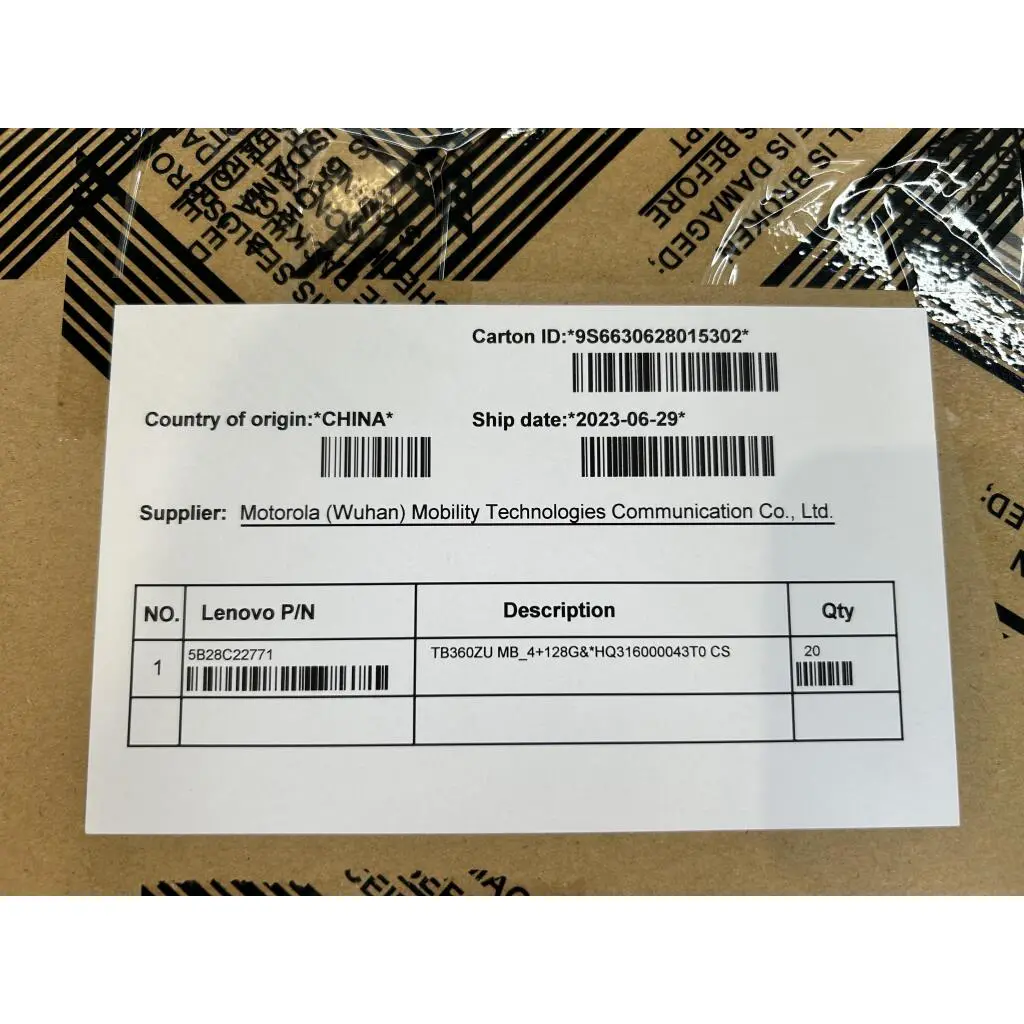 L IS BROKEN
IS DAMAGED;
S BEFORE
PT
Carton ID:*9S6630628015302*
Country of origin:*CHINA* Ship date:*2023-06-29*
Supplier: Motorola (Wuhan) Mobility Technologies Communication Co., Ltd.
NO. Lenovo P/N Description Qty
1 5B28C22771 TB360ZU MB_4+128G&*HQ316000043T0 CS 20